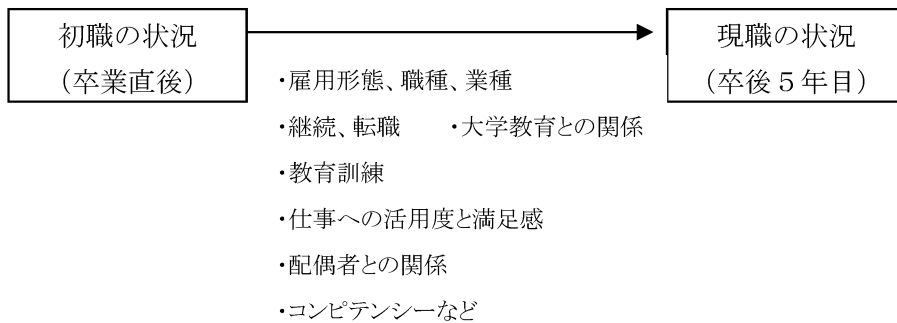 初職の状況
（卒業直後）
現職の状況
（卒後５年目）
・雇用形態、職種、業種
・継続、転職　　・大学教育との関係
・教育訓練
・仕事への活用度と満足感
・配偶者との関係
・コンピテンシーなど